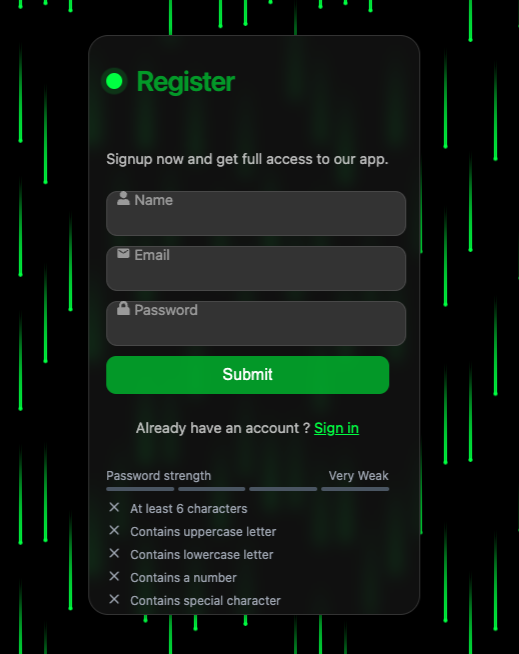 Register
Signup now and get full access to our app.
Name
Email
Password
Submit
Already have an account ? Sign in
Password strength Very Weak
At least 6 characters
Contains uppercase letter
Contains lowercase letter
Contains a number
Contains special character